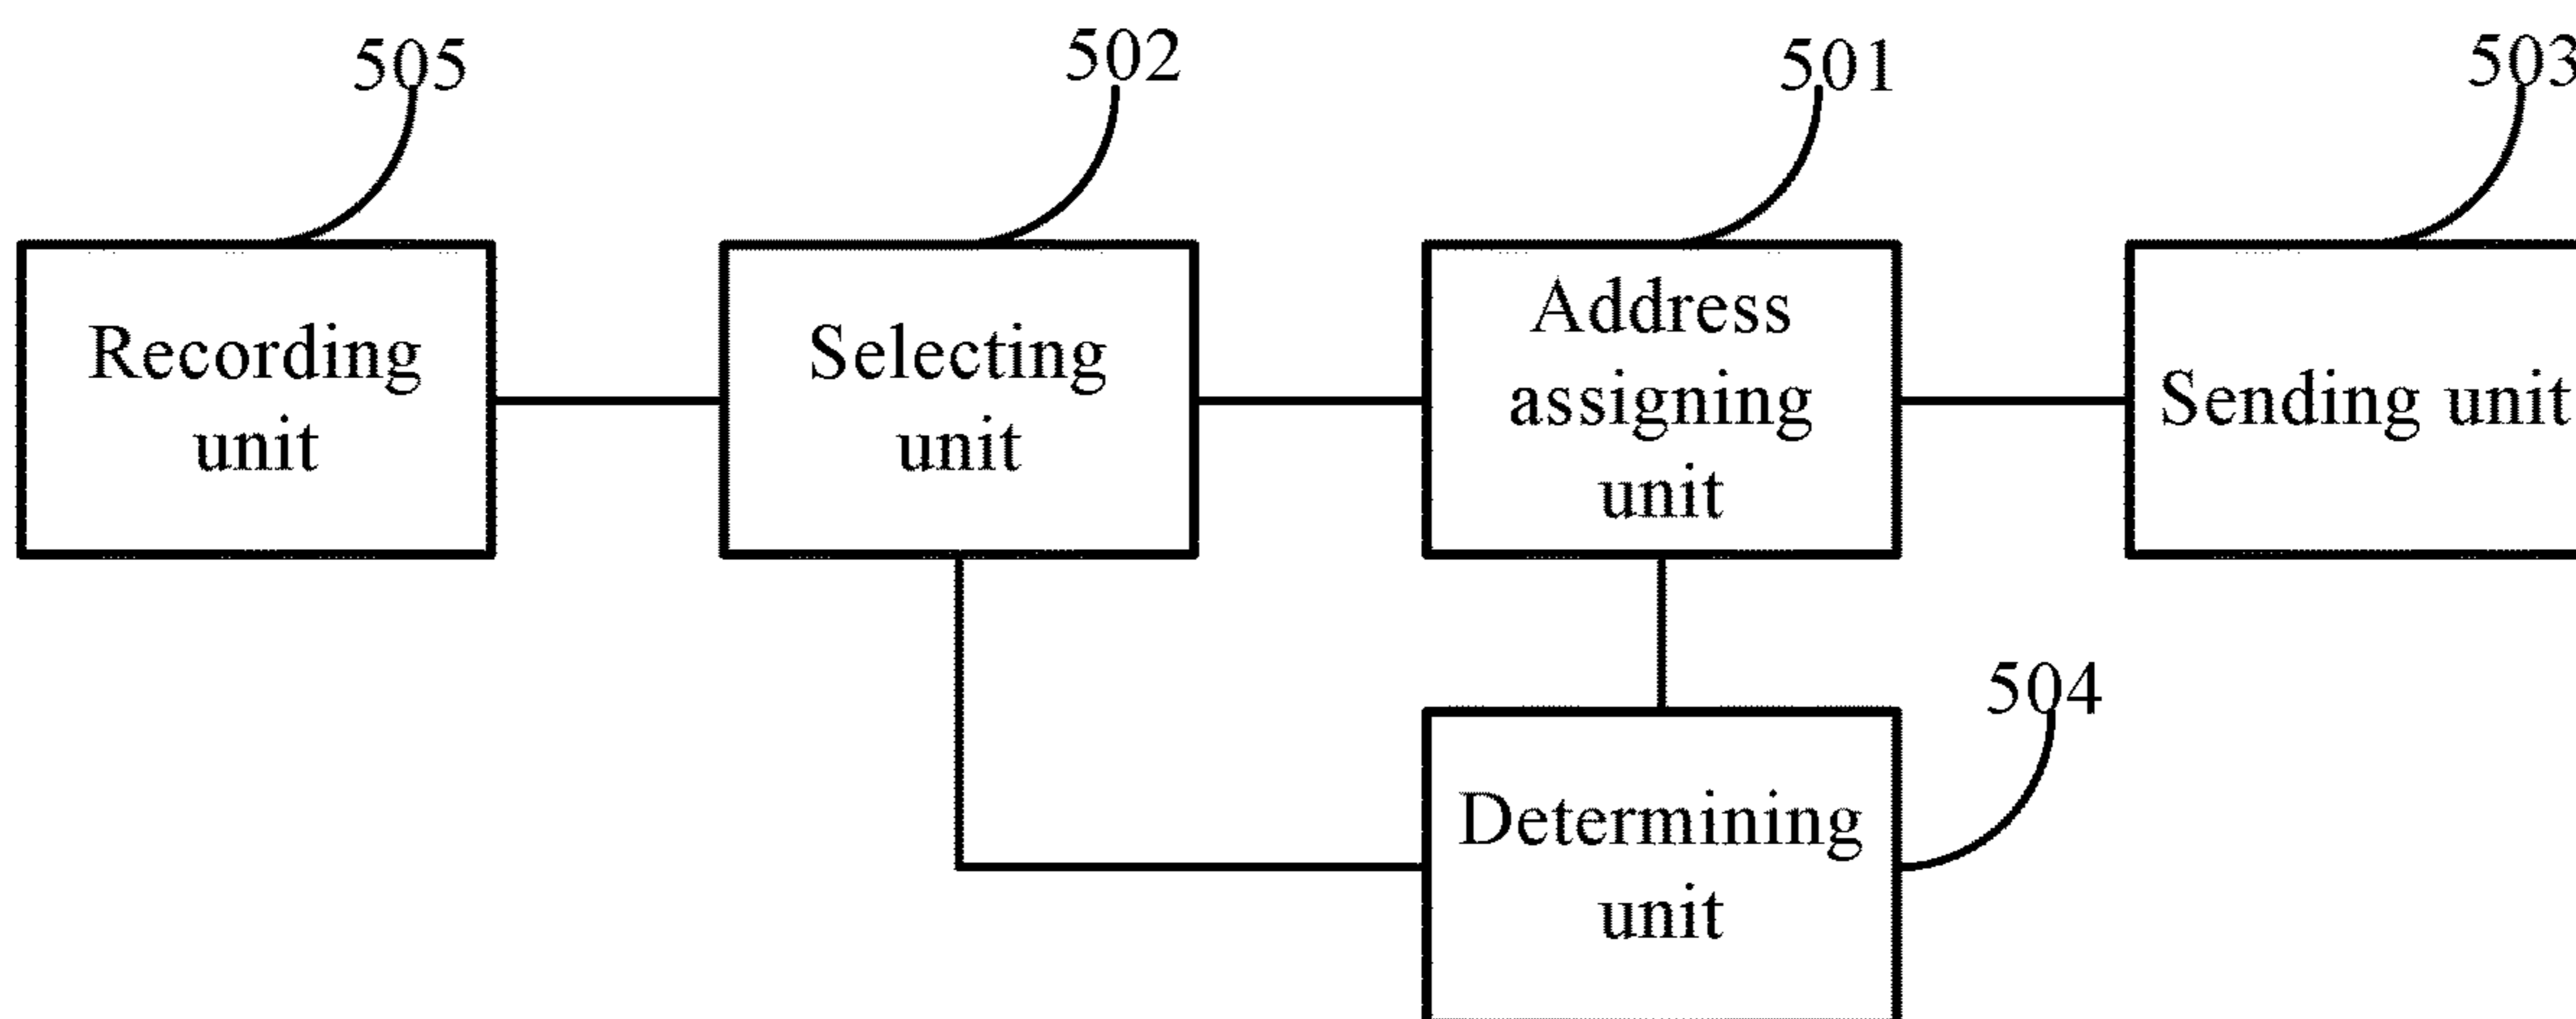 505
502
501
503
Recording
unit
Selecting
unit
Address
assigning
unit
Sending unit
504
Determining
unit